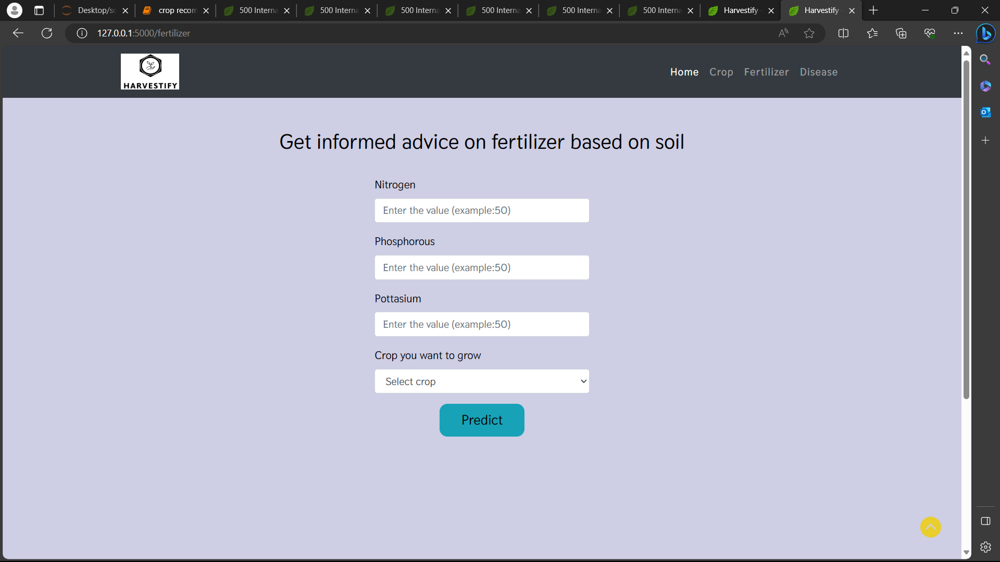 Desktop/sc
crop recom
500 Interna
500 Interna
500 Interna
500 Interna
500 Interna
500 Interna
Harvestify -
Harvestify -
127.0.0.1:5000/fertilizer
HARVESTIFY
Home Crop Fertilizer Disease
Get informed advice on fertilizer based on soil
Nitrogen
Enter the value (example:50)
Phosphorous
Enter the value (example:50)
Pottasium
Enter the value (example:50)
Crop you want to grow
Select crop
Predict